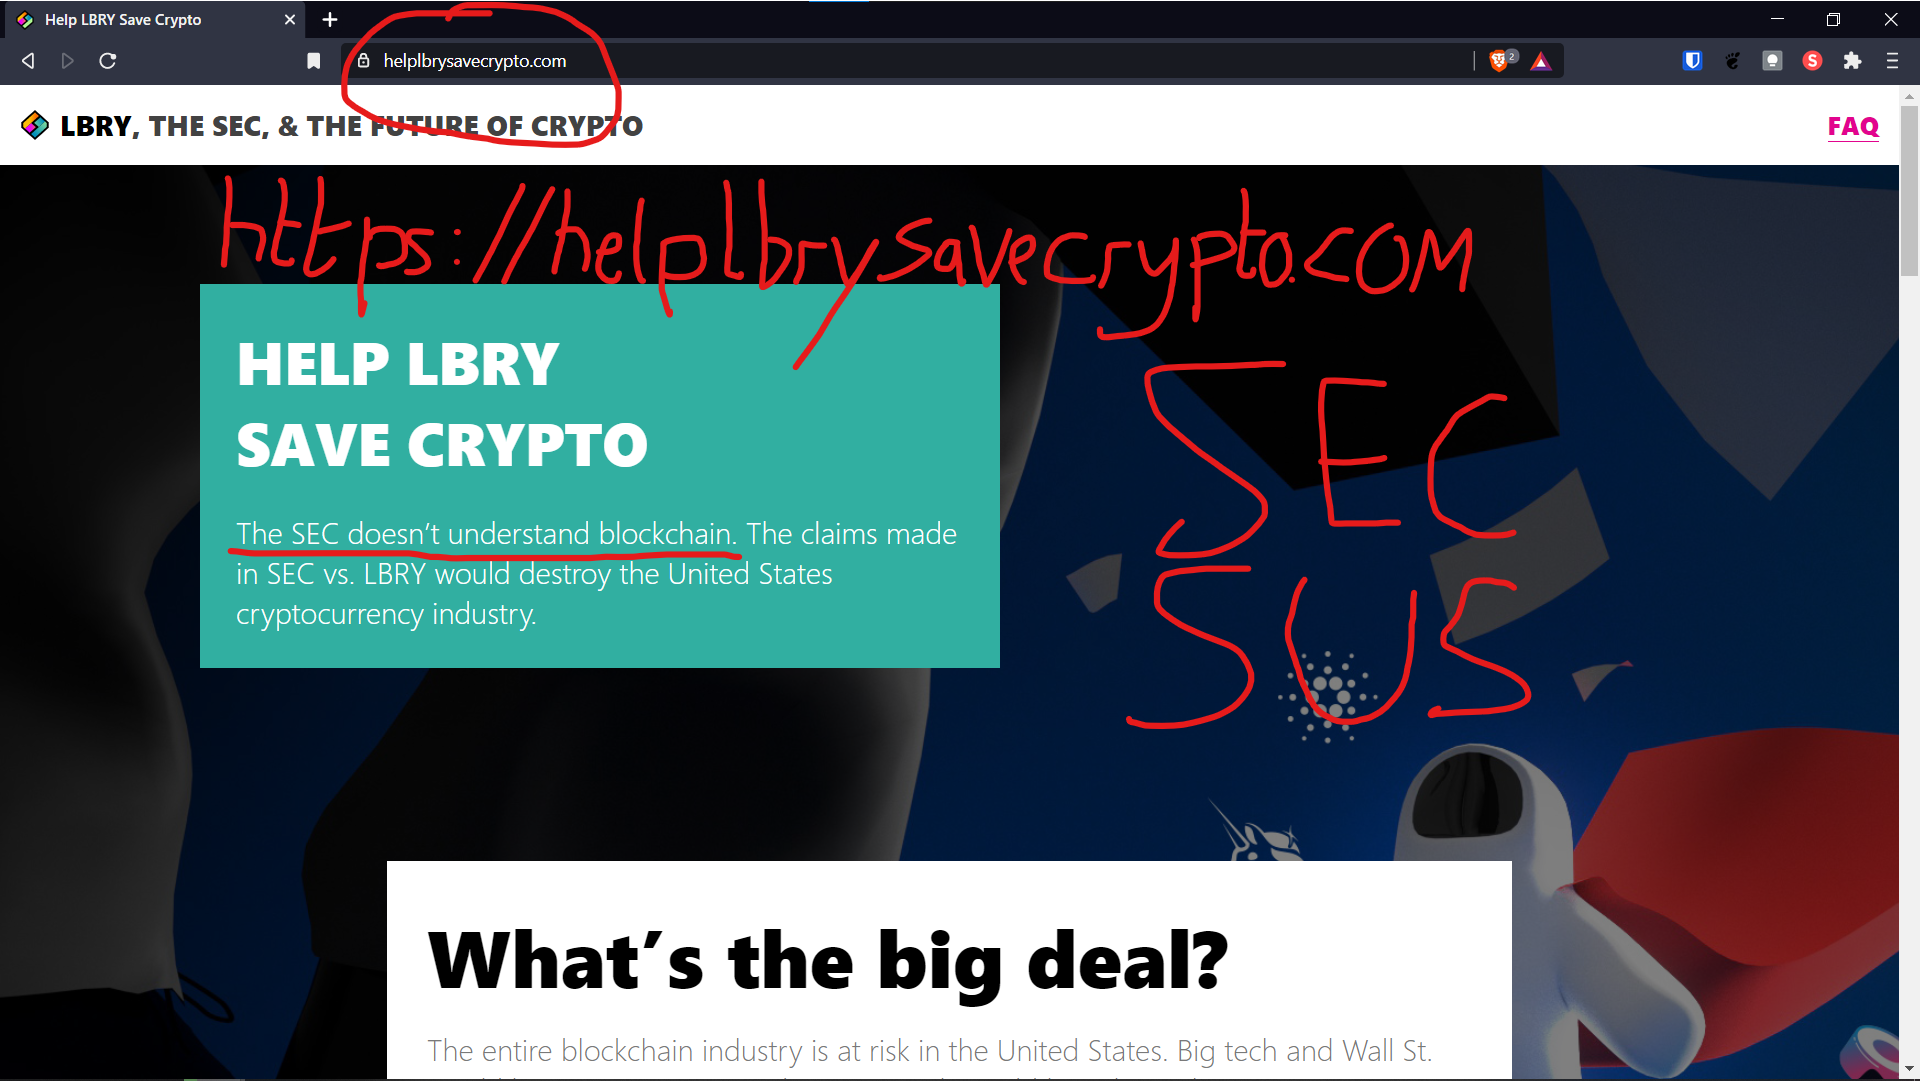 Help LBRY Save Crypto
helplbrysavecrypto.com
2
S
LBRY, THE SEC, & THE FUTURE OF CRYPTO
FAQ
https://helplbrysavecrypto.com
HELP LBRY
SAVE CRYPTO
The SEC doesn’t understand blockchain. The claims made
in SEC vs. LBRY would destroy the United States
cryptocurrency industry.
SEC
SUS
What’s the big deal?
The entire blockchain industry is at risk in the United States. Big tech and Wall St.